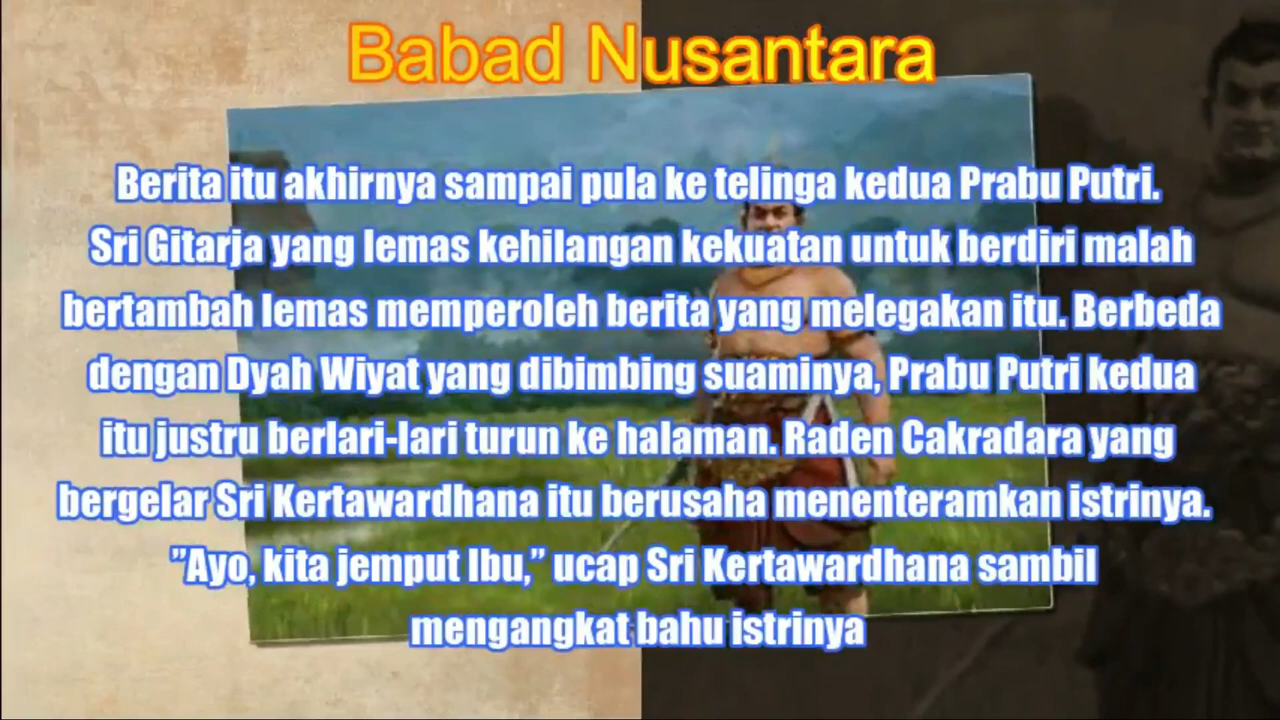 Babad Nusantara
Berita itu akhirnya sampai pula ke telinga kedua Prabu Putri.
Sri Gitarja yang lemas kehilangan kekuatan untuk berdiri malah
bertambah lemas memperoleh berita yang melegakan itu. Berbeda
dengan Dyah Wiyat yang dibimbing suaminya, Prabu Putri kedua
itu justru berlari-lari turun ke halaman. Raden Cakradara yang
bergelar Sri Kertawardhana itu berusaha menenteramkan istrinya.
”Ayo, kita jemput Ibu,” ucap Sri Kertawardhana sambil
mengangkat bahu istrinya